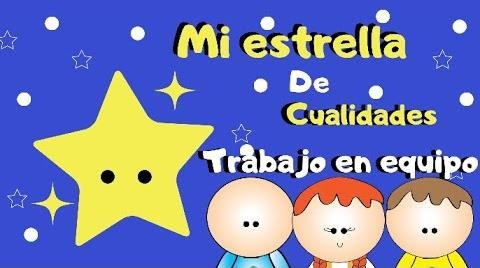 Mi estrella
De
Cualidades
Trabajo en equipo